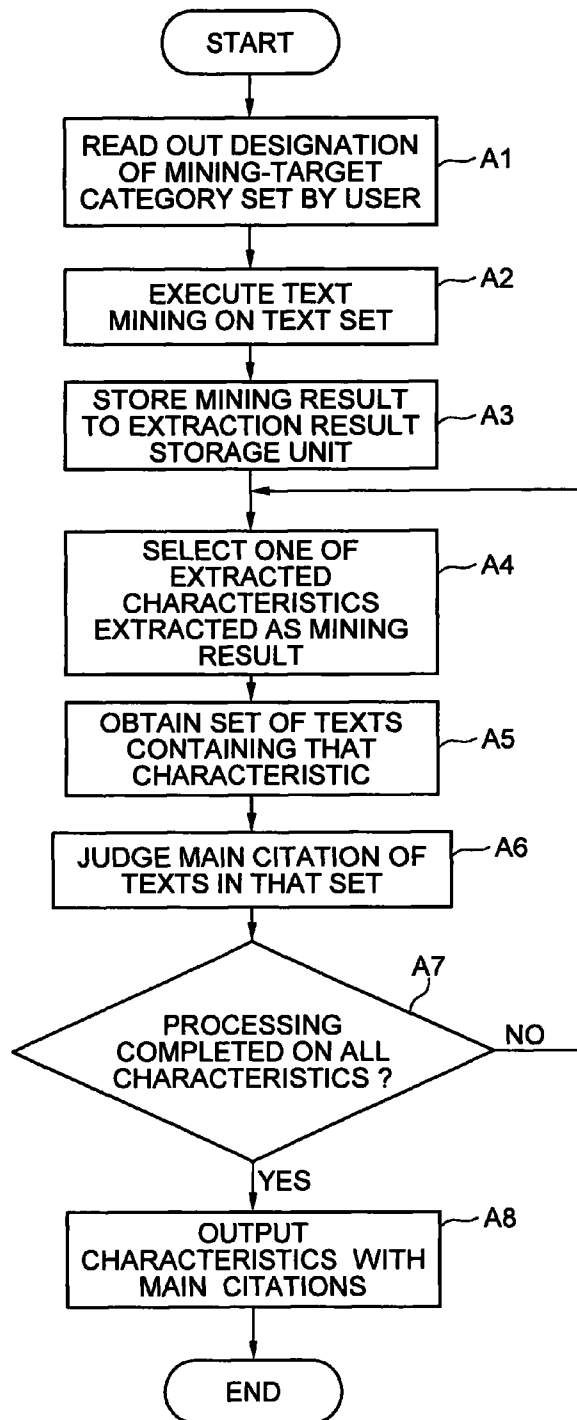 START
READ OUT DESIGNATION
OF MINING-TARGET
CATEGORY SET BY USER
A1
EXECUTE TEXT
MINING ON TEXT SET
A2
STORE MINING RESULT
TO EXTRACTION RESULT
STORAGE UNIT
A3
SELECT ONE OF
EXTRACTED
CHARACTERISTICS
EXTRACTED AS MINING
RESULT
A4
OBTAIN SET OF TEXTS
CONTAINING THAT
CHARACTERISTIC
A5
JUDGE MAIN CITATION OF
TEXTS IN THAT SET
A6
A7
PROCESSING
COMPLETED ON ALL
CHARACTERISTICS ?
NO
YES
OUTPUT
CHARACTERISTICS WITH
MAIN CITATIONS
A8
END